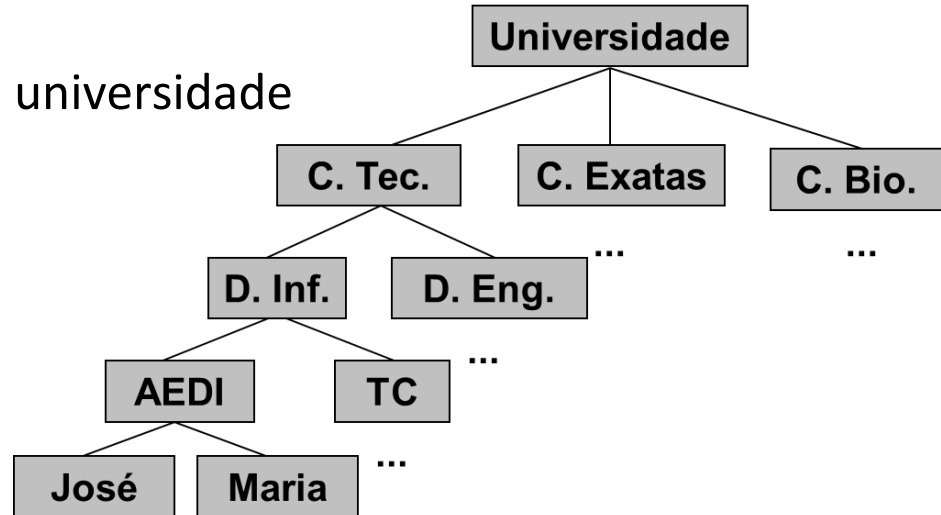 Universidade
universidade
C. Tec.
C. Exatas
C. Bio.
...
...
D. Inf.
D. Eng.
...
AEDI
TC
...
José
Maria